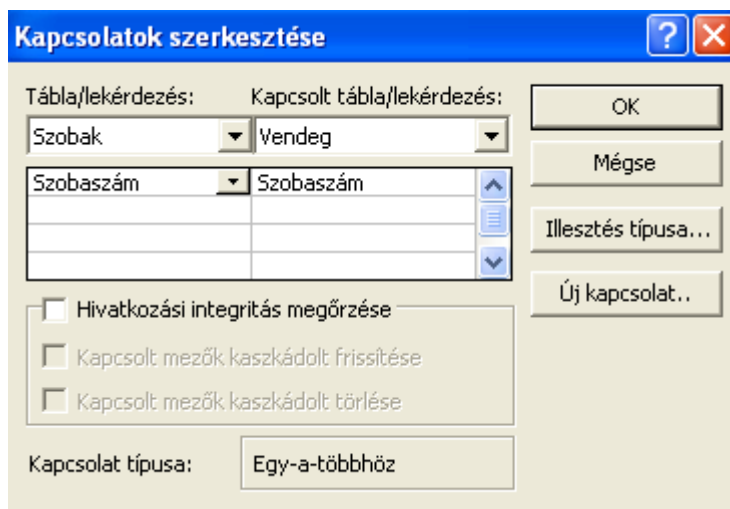 Kapcsolatok szerkesztése
Tábla/lekérdezés: Kapcsolt tábla/lekérdezés:
Szobak Vendeg
Szobaszám Szobaszám
Hivatkozási integritás megőrzése
Kapcsolt mezők kaszkádolt frissítése
Kapcsolt mezők kaszkádolt törlése
Kapcsolat típusa: Egy-a-többhöz
OK
Mégse
Illesztés típusa...
Új kapcsolat..